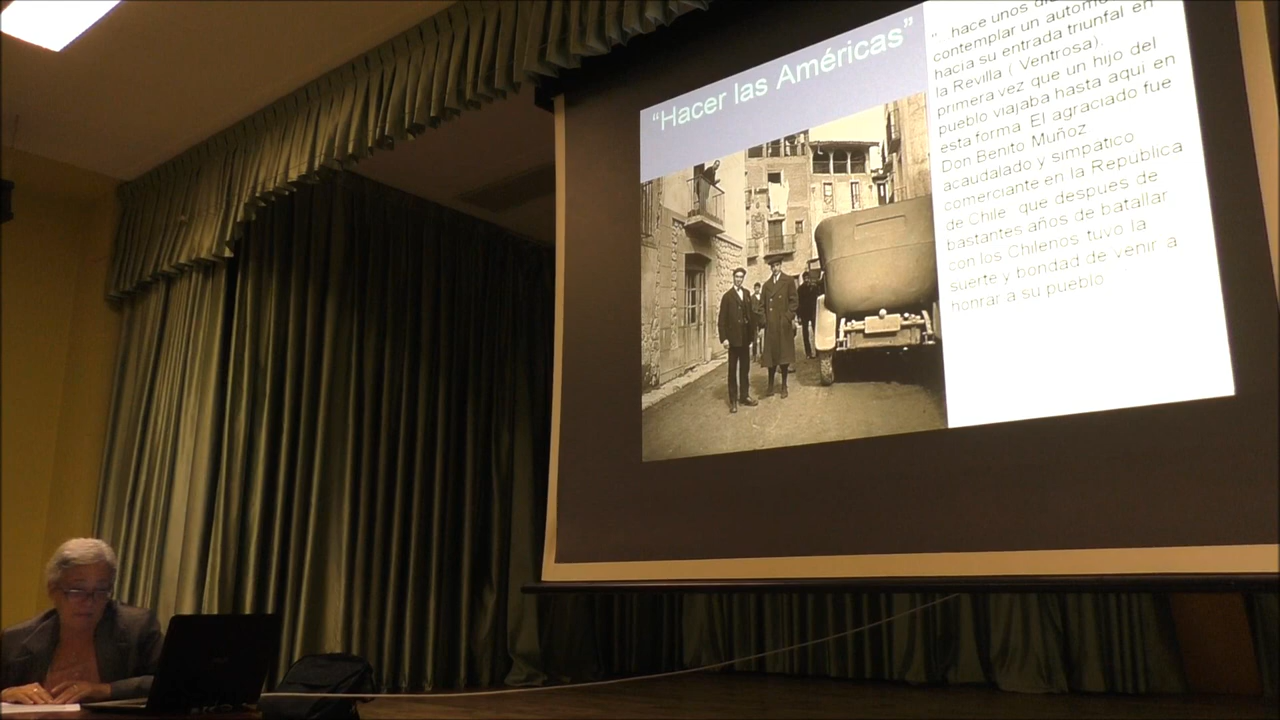 “Hacer las Américas”
“...hace unos
contemplar un
hacia su entrada triunfal en
la Revilla ( Ventrosa),
primera vez que un hijo del
pueblo viajaba hasta aquí en
esta forma. El agraciado fue
Don Benito Muñoz
acaudalado y simpatico
comerciante en la Republica
de Chile que despues de
bastantes años de batallar
con los Chilenos tuvo la
suerte y bondad de venir a
honrar a su pueblo